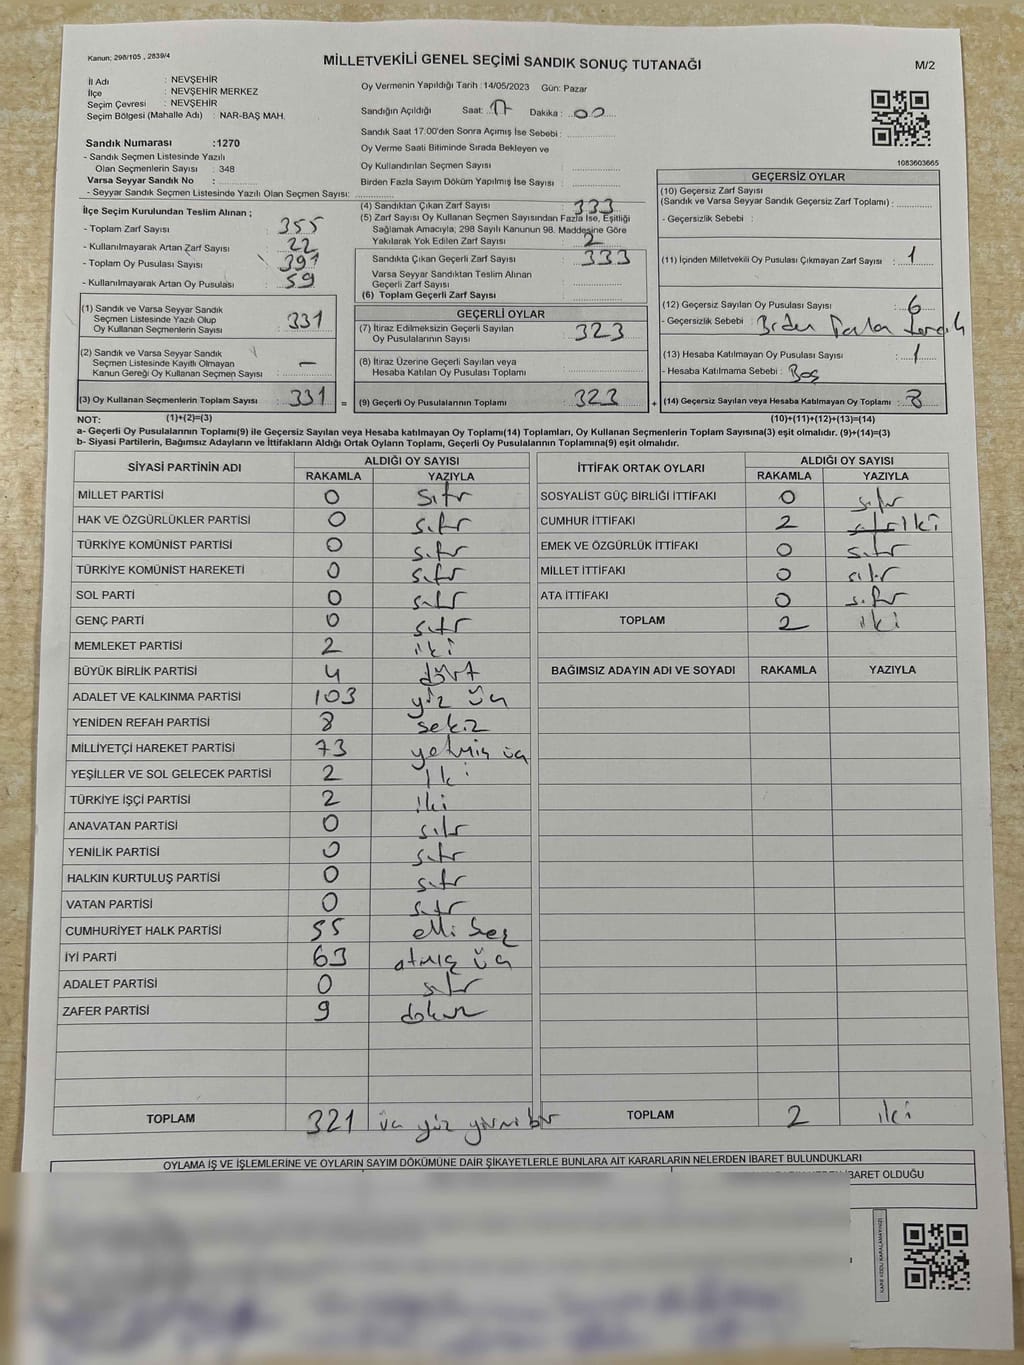 Kanun: 298/105 , 2839/4
MİLLETVEKİLİ GENEL SEÇİMİ SANDIK SONUÇ TUTANAĞI
M/2
İl Adı : NEVŞEHİR
İlçe : NEVŞEHİR MERKEZ
Seçim Çevresi : NEVŞEHİR
Seçim Bölgesi (Mahalle Adı) : NAR-BAŞ MAH.
Sandık Numarası :1270
- Sandık Seçmen Listesinde Yazılı
Olan Seçmenlerin Sayısı : 348
Varsa Seyyar Sandık No :
- Seyyar Sandık Seçmen Listesinde Yazılı Olan Seçmen Sayısı:
İlçe Seçim Kurulundan Teslim Alınan ;
- Toplam Zarf Sayısı : 355
- Kullanılmayarak Artan Zarf Sayısı : 22
- Toplam Oy Pusulası Sayısı : 391
- Kullanılmayarak Artan Oy Pusulası : 59
(1) Sandık ve Varsa Seyyar Sandık
Seçmen Listesinde Yazılı Olup
Oy Kullanan Seçmenlerin Sayısı : 331
(2) Sandık ve Varsa Seyyar Sandık
Seçmen Listesinde Kayıtlı Olmayan
Kanun Gereği Oy Kullanan Seçmen Sayısı : —
(3) Oy Kullanan Seçmenlerin Toplam Sayısı : 331 =
Oy Vermenin Yapıldığı Tarih :14/05/2023 Gün: Pazar
Sandığın Açıldığı Saat: 17 Dakika : 00
Sandık Saat 17.00'den Sonra Açımış İse Sebebi :
Oy Verme Saati Bitiminde Sırada Bekleyen ve
Oy Kullandırılan Seçmen Sayısı :
Birden Fazla Sayım Döküm Yapılmış İse Sayısı :
(4) Sandıktan Çıkan Zarf Sayısı : 333
(5) Zarf Sayısı Oy Kullanan Seçmen Sayısından Fazla İse, Eşitliği
Sağlamak Amacıyla; 298 Sayılı Kanunun 98. Maddesine Göre
Yakılarak Yok Edilen Zarf Sayısı : 2
Sandıkta Çıkan Geçerli Zarf Sayısı : 333
Varsa Seyyar Sandıktan Teslim Alınan
Geçerli Zarf Sayısı :
(6) Toplam Geçerli Zarf Sayısı :
GEÇERLİ OYLAR
(7) İtiraz Edilmeksizin Geçerli Sayılan
Oy Pusulalarının Sayısı : 323
(8) İtiraz Üzerine Geçerli Sayılan veya
Hesaba Katılan Oy Pusulası Toplamı :
(9) Geçerli Oy Pusulalarının Toplamı : 323 +
1083603665
GEÇERSİZ OYLAR
(10) Geçersiz Zarf Sayısı
(Sandık ve Varsa Seyyar Sandık Geçersiz Zarf Toplamı) :
- Geçersizlik Sebebi :
(11) İçinden Milletvekili Oy Pusulası Çıkmayan Zarf Sayısı : 1
(12) Geçersiz Sayılan Oy Pusulası Sayısı : 6
- Geçersizlik Sebebi : Birden Fazla
(13) Hesaba Katılmayan Oy Pusulası Sayısı : 1
- Hesaba Katılmama Sebebi : Boş
(14) Geçersiz Sayılan veya Hesaba Katılmayan Oy Toplamı : 8
NOT: (1)+(2)=(3) (10)+(11)+(12)+(13)=(14)
a- Geçerli Oy Pusulalarının Toplamı(9) ile Geçersiz Sayılan veya Hesaba katılmayan Oy Pusulası(14) Toplamları, Oy Kullanan Seçmenlerin Toplam Sayısına(3) eşit olmalıdır. (9)+(14)=(3)
b- Siyasi Partilerin, Bağımsız Adayların ve İttifakların Aldığı Ortak Oyların Toplamı, Geçerli Oy Pusulalarının Toplamına(9) eşit olmalıdır.
SİYASİ PARTİNİN ADI ALDIĞI OY SAYISI
RAKAMLA YAZIYLA
MİLLET PARTİSİ 0 sıfır
HAK VE ÖZGÜRLÜKLER PARTİSİ 0 sıfır
TÜRKİYE KOMÜNİST PARTİSİ 0 sıfır
TÜRKİYE KOMÜNİST HAREKETİ 0 sıfır
SOL PARTİ 0 sıfır
GENÇ PARTİ 0 sıfır
MEMLEKET PARTİSİ 2 iki
BÜYÜK BİRLİK PARTİSİ 4 dört
ADALET VE KALKINMA PARTİSİ 103 yüz üç
YENİDEN REFAH PARTİSİ 8 sekiz
MİLLİYETÇİ HAREKET PARTİSİ 73 yetmiş üç
YEŞİLLER VE SOL GELECEK PARTİSİ 2 iki
TÜRKİYE İŞÇİ PARTİSİ 2 iki
ANAVATAN PARTİSİ 0 sıfır
YENİLİK PARTİSİ 0 sıfır
HALKIN KURTULUŞ PARTİSİ 0 sıfır
VATAN PARTİSİ 0 sıfır
CUMHURİYET HALK PARTİSİ 55 elli beş
İYİ PARTİ 63 atmış üç
ADALET PARTİSİ 0 sıfır
ZAFER PARTİSİ 9 dokuz
TOPLAM 321 üç yüz yirmi bir
İTTİFAK ORTAK OYLARI ALDIĞI OY SAYISI
RAKAMLA YAZIYLA
SOSYALİST GÜÇ BİRLİĞİ İTTİFAKI 0 sıfır
CUMHUR İTTİFAKI 2 sıfır iki
EMEK VE ÖZGÜRLÜK İTTİFAKI 0 sıfır
MİLLET İTTİFAKI 0 sıfır
ATA İTTİFAKI 0 sıfır
TOPLAM 2 iki
BAĞIMSIZ ADAYIN ADI VE SOYADI RAKAMLA YAZIYLA
TOPLAM 2 iki
OYLAMA İŞ VE İŞLEMLERİNE VE OYLARIN SAYIM DÖKÜMÜNE DAİR ŞİKAYETLERLE BUNLARA AİT KARARLARIN NELERDEN İBARET BULUNDUKLARI
İBARET OLDUĞU
KARE KODU KARALAMAYINIZ!